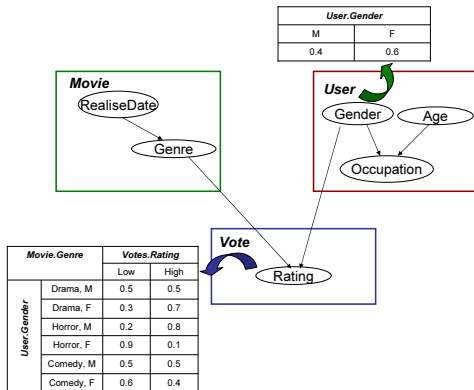 User.Gender
M F
0.4 0.6
Movie
RealiseDate
Genre
User
Gender
Age
Occupation
Vote
Rating
Movie.Genre Votes.Rating
Low High
User.Gender
Drama, M 0.5 0.5
Drama, F 0.3 0.7
Horror, M 0.2 0.8
Horror, F 0.9 0.1
Comedy, M 0.5 0.5
Comedy, F 0.6 0.4